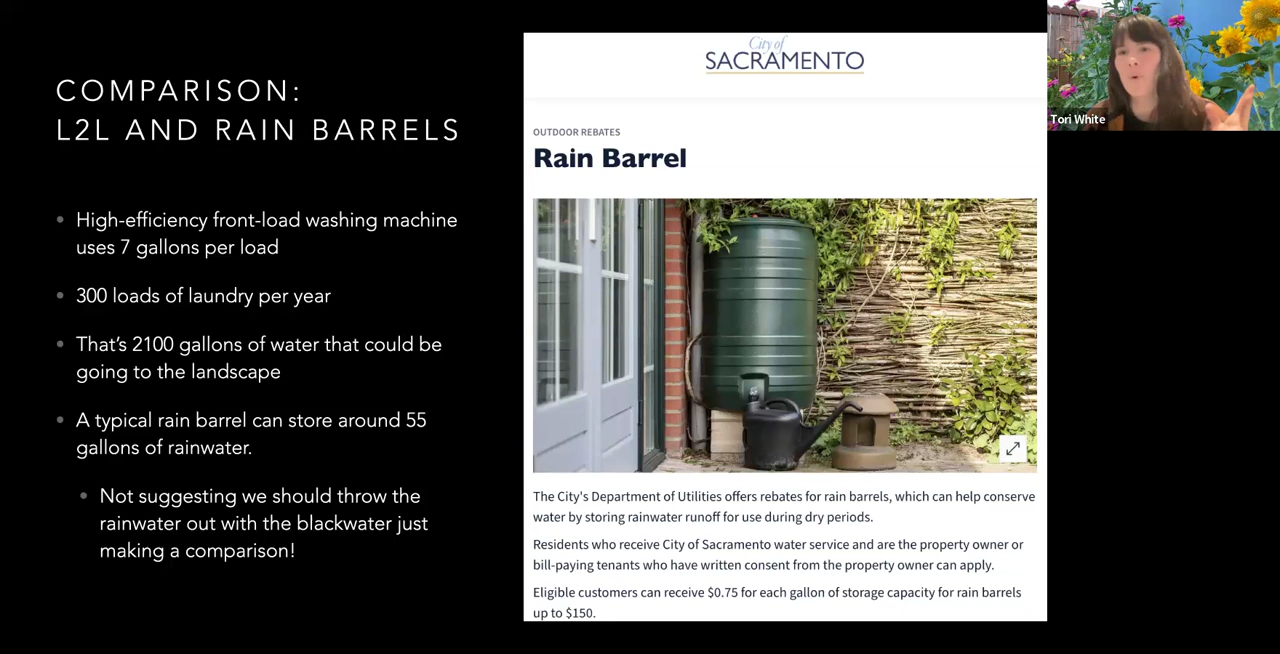 COMPARISON:
L2L AND RAIN BARRELS
• High-efficiency front-load washing machine
uses 7 gallons per load
• 300 loads of laundry per year
• That's 2100 gallons of water that could be
going to the landscape
• A typical rain barrel can store around 55
gallons of rainwater.
• Not suggesting we should throw the
rainwater out with the blackwater just
making a comparison!
City of
SACRAMENTO
OUTDOOR REBATES
Rain Barrel
The City's Department of Utilities offers rebates for rain barrels, which can help conserve
water by storing rainwater runoff for use during dry periods.
Residents who receive City of Sacramento water service and are the property owner or
bill-paying tenants who have written consent from the property owner can apply.
Eligible customers can receive $0.75 for each gallon of storage capacity for rain barrels
up to $150.
Tori White